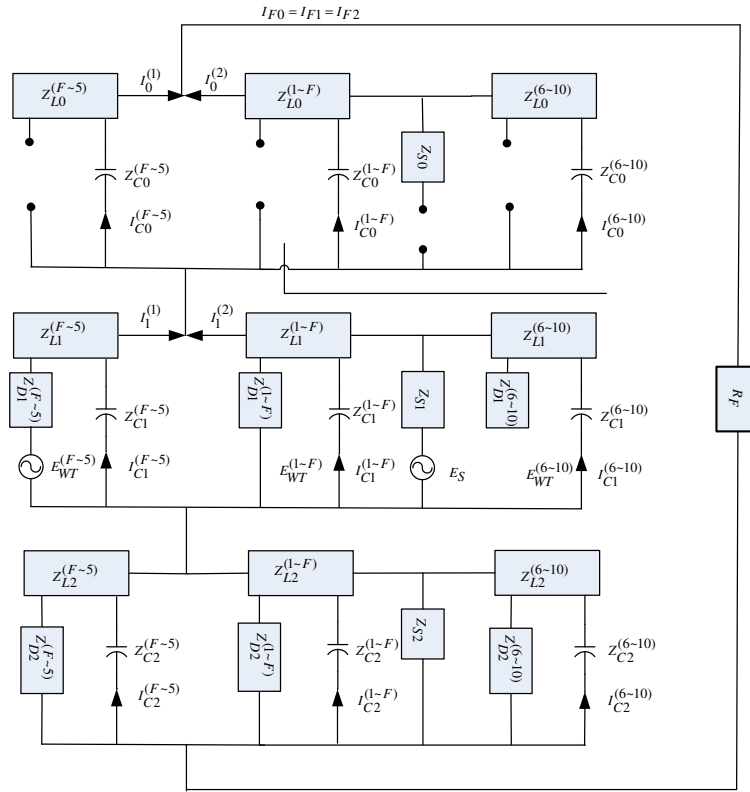 I_{F0} = I_{F1} = I_{F2}
Z_{L0}^{(F~5)} I_0^{(1)} I_0^{(2)} Z_{L0}^{(1~F)} Z_{L0}^{(6~10)}
Z_{C0}^{(F~5)} Z_{C0}^{(1~F)} Z_{S0} Z_{C0}^{(6~10)}
I_{C0}^{(F~5)} I_{C0}^{(1~F)} I_{C0}^{(6~10)}
Z_{L1}^{(F~5)} I_1^{(1)} I_1^{(2)} Z_{L1}^{(1~F)} Z_{L1}^{(6~10)}
Z_{D1}^{(F~5)} Z_{C1}^{(F~5)} Z_{D1}^{(1~F)} Z_{C1}^{(1~F)} Z_{S1} Z_{D1}^{(6~10)} Z_{C1}^{(6~10)} R_F
E_{WT}^{(F~5)} I_{C1}^{(F~5)} E_{WT}^{(1~F)} I_{C1}^{(1~F)} E_S E_{WT}^{(6~10)} I_{C1}^{(6~10)}
Z_{L2}^{(F~5)} Z_{L2}^{(1~F)} Z_{L2}^{(6~10)}
Z_{D2}^{(F~5)} Z_{C2}^{(F~5)} Z_{D2}^{(1~F)} Z_{C2}^{(1~F)} Z_{S2} Z_{D2}^{(6~10)} Z_{C2}^{(6~10)}
I_{C2}^{(F~5)} I_{C2}^{(1~F)} I_{C2}^{(6~10)}